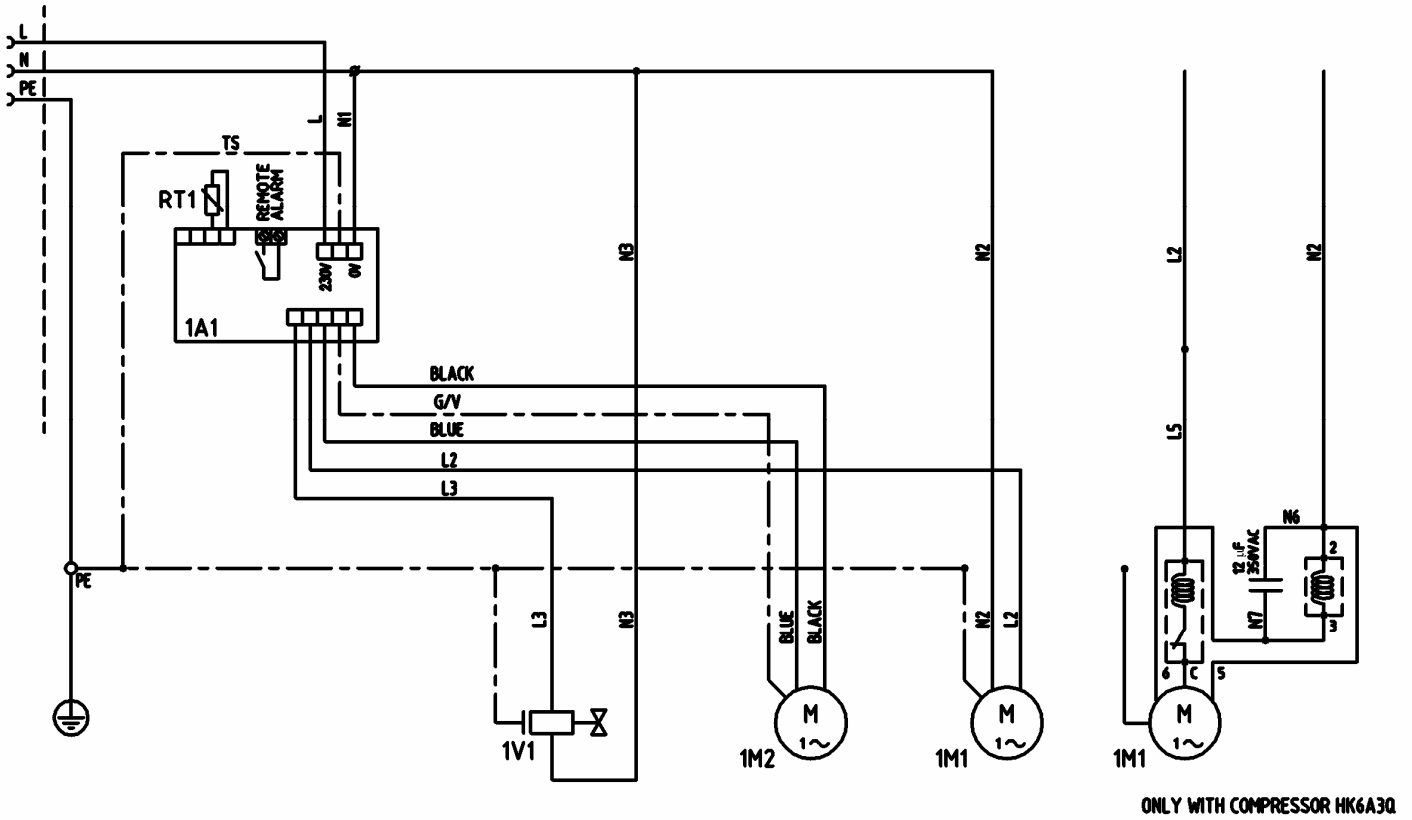 L
N
PE
L
N1
TS
RT1
REMOTE
ALARM
230V
0V
1A1
N3
N2
L2
N2
BLACK
G/V
BLUE
L2
L3
L5
N6
12 µF
350VAC
2
N7
3
PE
L3
N3
BLUE
BLACK
N2
L2
6
C
5
M
1~
M
1~
M
1~
1V1
1M2
1M1
1M1
ONLY WITH COMPRESSOR HK6A3Q